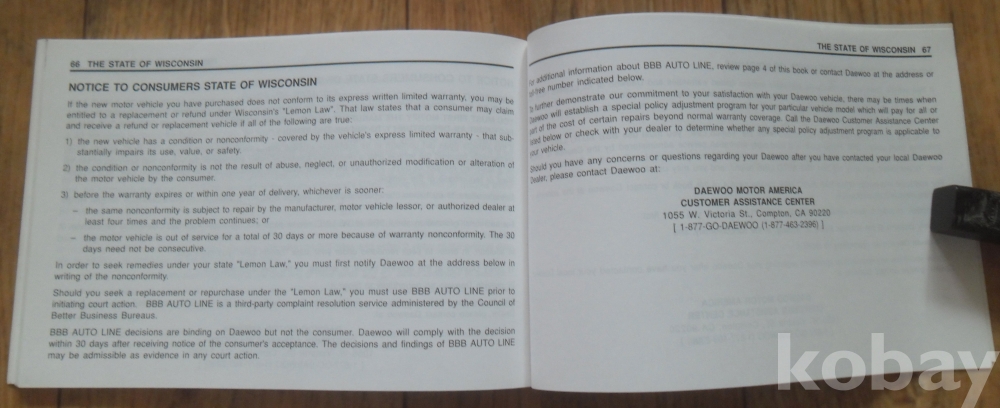 66 THE STATE OF WISCONSIN
NOTICE TO CONSUMERS STATE OF WISCONSIN
If the new motor vehicle you have purchased does not conform to its express written limited warranty, you may be
entitled to a replacement or refund under Wisconsin's "Lemon Law". That law states that a consumer may claim
and receive a refund or replacement vehicle if all of the following are true:
1) the new vehicle has a condition or nonconformity - covered by the vehicle's express limited warranty - that sub-
stantially impairs its use, value, or safety.
2) the condition or nonconformity is not the result of abuse, neglect, or unauthorized modification or alteration of
the motor vehicle by the consumer.
3) before the warranty expires or within one year of delivery, whichever is sooner:
– the same nonconformity is subject to repair by the manufacturer, motor vehicle lessor, or authorized dealer at
least four times and the problem continues; or
– the motor vehicle is out of service for a total of 30 days or more because of warranty nonconformity. The 30
days need not be consecutive.
In order to seek remedies under your state "Lemon Law," you must first notify Daewoo at the address below in
writing of the nonconformity.
Should you seek a replacement or repurchase under the "Lemon Law," you must use BBB AUTO LINE prior to
initiating court action. BBB AUTO LINE is a third-party complaint resolution service administered by the Council of
Better Business Bureaus.
BBB AUTO LINE decisions are binding on Daewoo but not the consumer. Daewoo will comply with the decision
within 30 days after receiving notice of the consumer's acceptance. The decisions and findings of BBB AUTO LINE
may be admissible as evidence in any court action.
THE STATE OF WISCONSIN 67
For additional information about BBB AUTO LINE, review page 4 of this book or contact Daewoo at the address or
toll-free number indicated below.
To further demonstrate our commitment to your satisfaction with your Daewoo vehicle, there may be times when
Daewoo will establish a special policy adjustment program for your particular vehicle model which will pay for all or
part of the cost of certain repairs beyond normal warranty coverage. Call the Daewoo Customer Assistance Center
listed below or check with your dealer to determine whether any special policy adjustment program is applicable to
your vehicle.
Should you have any concerns or questions regarding your Daewoo after you have contacted your local Daewoo
Dealer, please contact Daewoo at:
DAEWOO MOTOR AMERICA
CUSTOMER ASSISTANCE CENTER
1055 W. Victoria St., Compton, CA 90220
[ 1-877-GO-DAEWOO (1-877-463-2396) ]
kobay